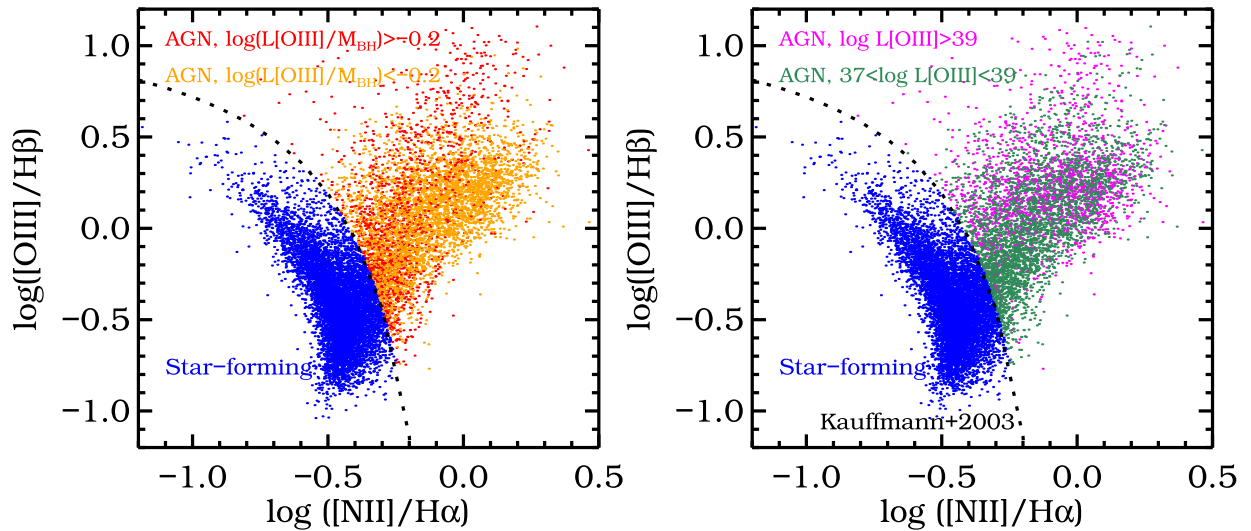 AGN, log(L[OIII]/M_BH)>−0.2
AGN, log(L[OIII]/M_BH)<−0.2
Star−forming
1.0
0.5
0.0
−0.5
−1.0
log([OIII]/Hβ)
−1.0 −0.5 0.0 0.5
log ([NII]/Hα)
AGN, log L[OIII]>39
AGN, 37<log L[OIII]<39
Star−forming
Kauffmann+2003
1.0
0.5
0.0
−0.5
−1.0
log([OIII]/Hβ)
−1.0 −0.5 0.0 0.5
log ([NII]/Hα)